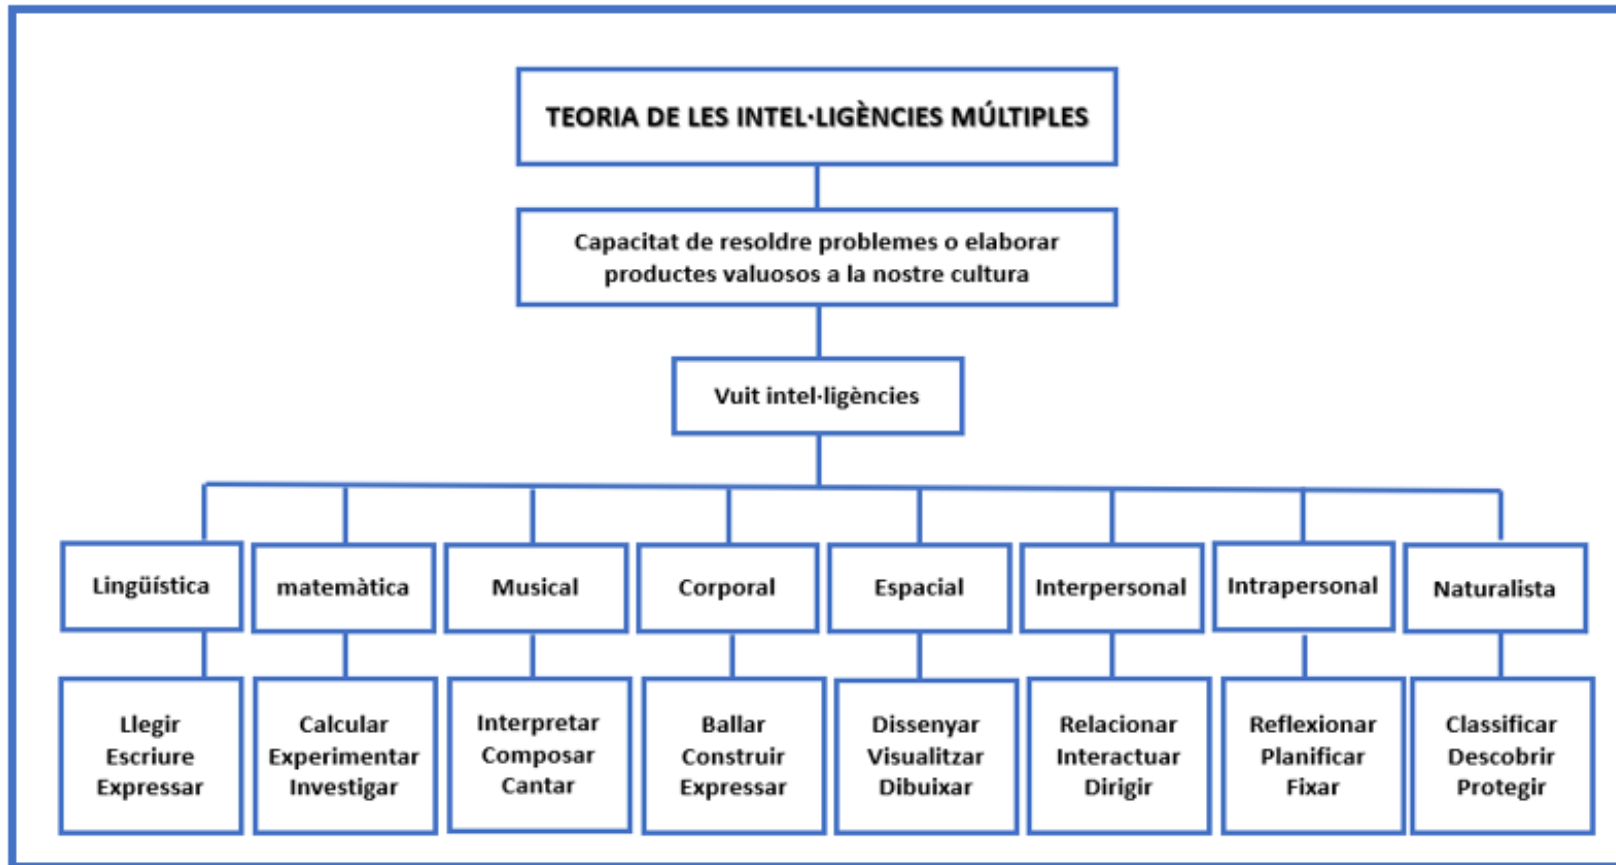 TEORIA DE LES INTEL·LIGÈNCIES MÚLTIPLES
Capacitat de resoldre problemes o elaborar
productes valuosos a la nostre cultura
Vuit intel·ligències
Lingüística
matemàtica
Musical
Corporal
Espacial
Interpersonal
Intrapersonal
Naturalista
Llegir
Escriure
Expressar
Calcular
Experimentar
Investigar
Interpretar
Composar
Cantar
Ballar
Construir
Expressar
Dissenyar
Visualitzar
Dibuixar
Relacionar
Interactuar
Dirigir
Reflexionar
Planificar
Fixar
Classificar
Descobrir
Protegir